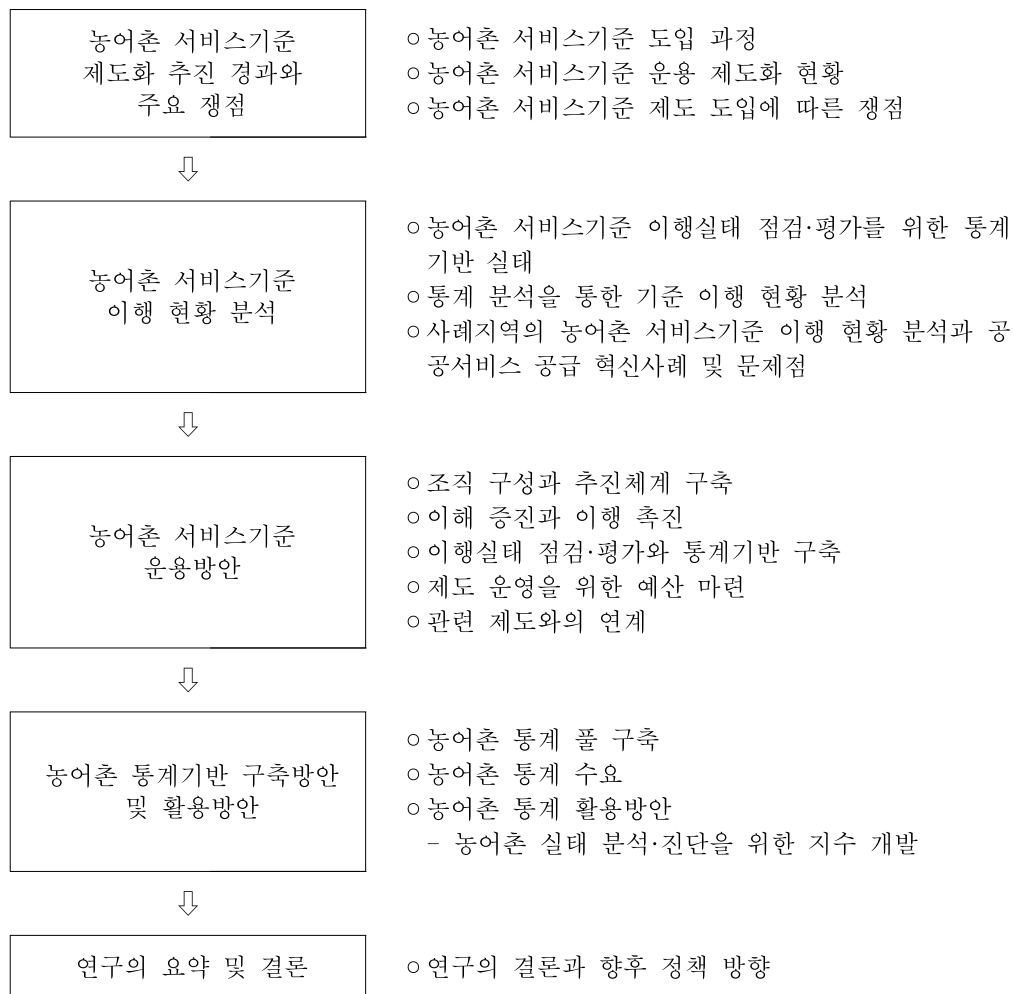 농어촌 서비스기준
제도화 추진 경과와
주요 쟁점
○농어촌 서비스기준 도입 과정
○농어촌 서비스기준 운용 제도화 현황
○농어촌 서비스기준 제도 도입에 따른 쟁점
⇩
농어촌 서비스기준
이행 현황 분석
○농어촌 서비스기준 이행실태 점검·평가를 위한 통계
기반 실태
○통계 분석을 통한 기준 이행 현황 분석
○사례지역의 농어촌 서비스기준 이행 현황 분석과 공
공서비스 공급 혁신사례 및 문제점
⇩
농어촌 서비스기준
운용방안
○조직 구성과 추진체계 구축
○이해 증진과 이행 촉진
○이행실태 점검·평가와 통계기반 구축
○제도 운영을 위한 예산 마련
○관련 제도와의 연계
⇩
농어촌 통계기반 구축방안
및 활용방안
○농어촌 통계 풀 구축
○농어촌 통계 수요
○농어촌 통계 활용방안
- 농어촌 실태 분석·진단을 위한 지수 개발
⇩
연구의 요약 및 결론
○연구의 결론과 향후 정책 방향